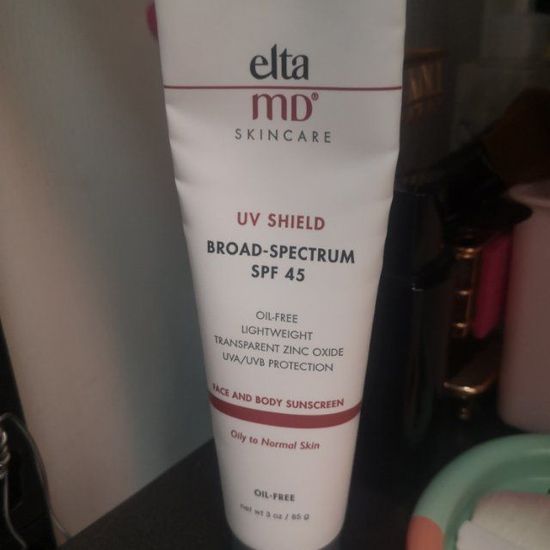 elta
MD®
SKINCARE
UV SHIELD
BROAD-SPECTRUM
SPF 45
OIL-FREE
LIGHTWEIGHT
TRANSPARENT ZINC OXIDE
UVA/UVB PROTECTION
FACE AND BODY SUNSCREEN
Oily to Normal Skin
OIL-FREE
net wt 3 oz / 85 g